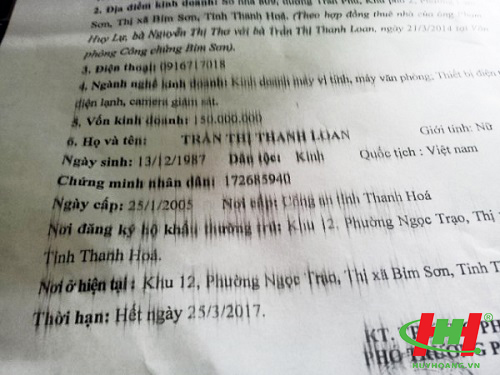 2. Địa điểm kinh doanh: Số nhà 809, đường Trần Phú, Khu phố 2, Phường
Sơn, Thị xã Bỉm Sơn, Tỉnh Thanh Hoá. (Theo hợp đồng thuê nhà của ông
Huy Lự, bà Nguyễn Thị Thơ với bà Trần Thị Thanh Loan, ngày 21/3/2014 tại Văn
phòng Công chứng Bỉm Sơn).
3. Điện thoại: 0916717018
4. Ngành nghề kinh doanh: Kinh doanh máy vi tính, máy văn phòng, Thiết bị điện
điện lạnh, camera giám sát.
5. Vốn kinh doanh: 150.000.000
6. Họ và tên: TRẦN THỊ THANH LOAN Giới tính: Nữ
Ngày sinh: 13/12/1987 Dân tộc: Kinh Quốc tịch : Việt nam
Chứng minh nhân dân: 172685940
Ngày cấp: 25/1/2005 Nơi cấp: Công an tỉnh Thanh Hoá
Nơi đăng ký hộ khẩu thường trú: Khu 12, Phường Ngọc Trạo, Thị
Tỉnh Thanh Hoá.
Nơi ở hiện tại : Khu 12, Phường Ngọc Trạo, Thị xã Bỉm Sơn, Tỉnh T
Thời hạn: Hết ngày 25/3/2017.
KT.
PHÓ TRƯỞNG P
HUYHOANG.VN